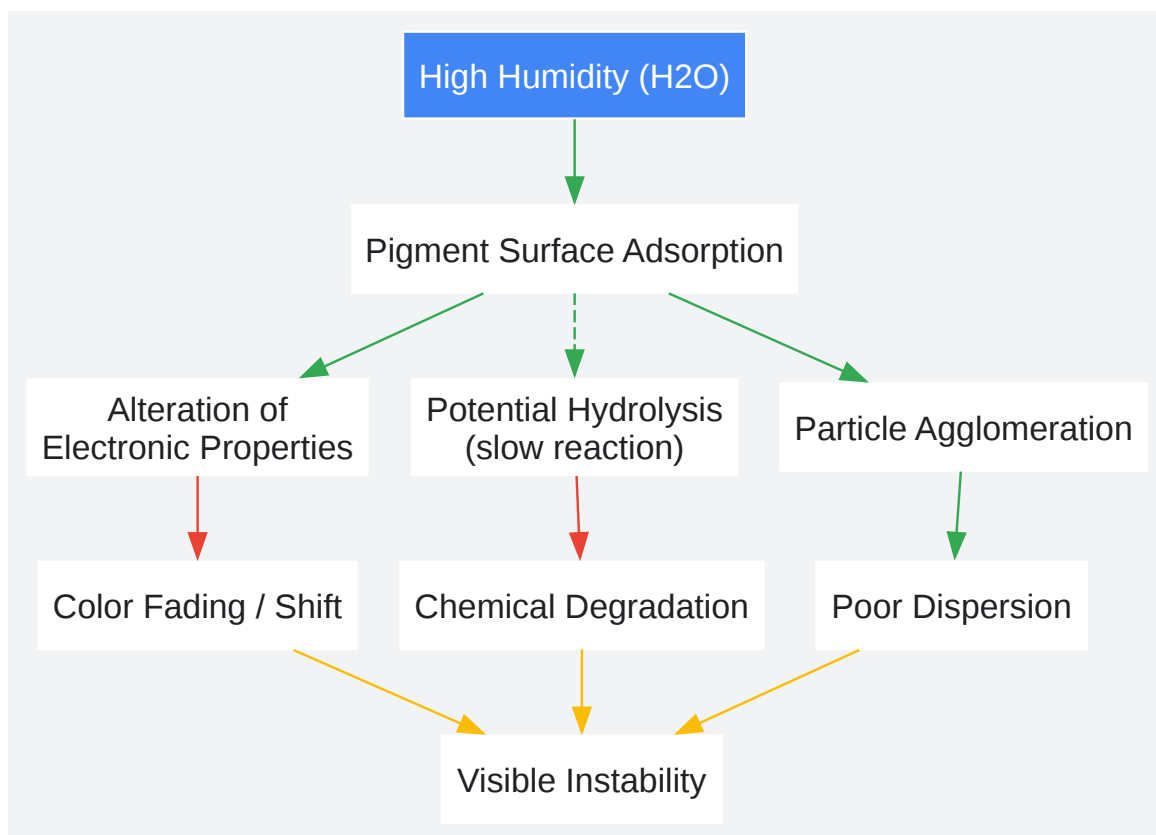 High Humidity (H2O)
Pigment Surface Adsorption
Alteration of
Electronic Properties
Potential Hydrolysis
(slow reaction)
Particle Agglomeration
Color Fading / Shift
Chemical Degradation
Poor Dispersion
Visible Instability